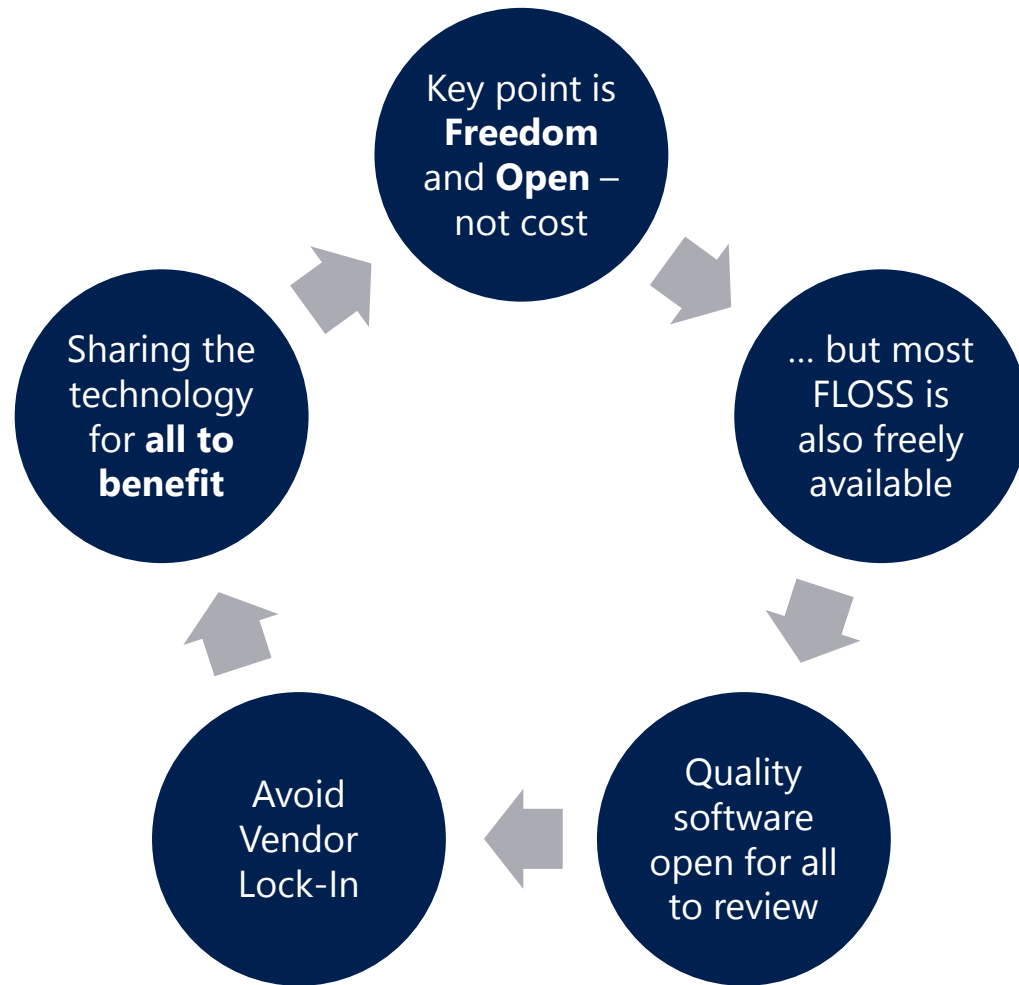 Key point is
Freedom
and Open –
not cost
... but most
FLOSS is
also freely
available
Quality
software
open for all
to review
Avoid
Vendor
Lock-In
Sharing the
technology
for all to
benefit